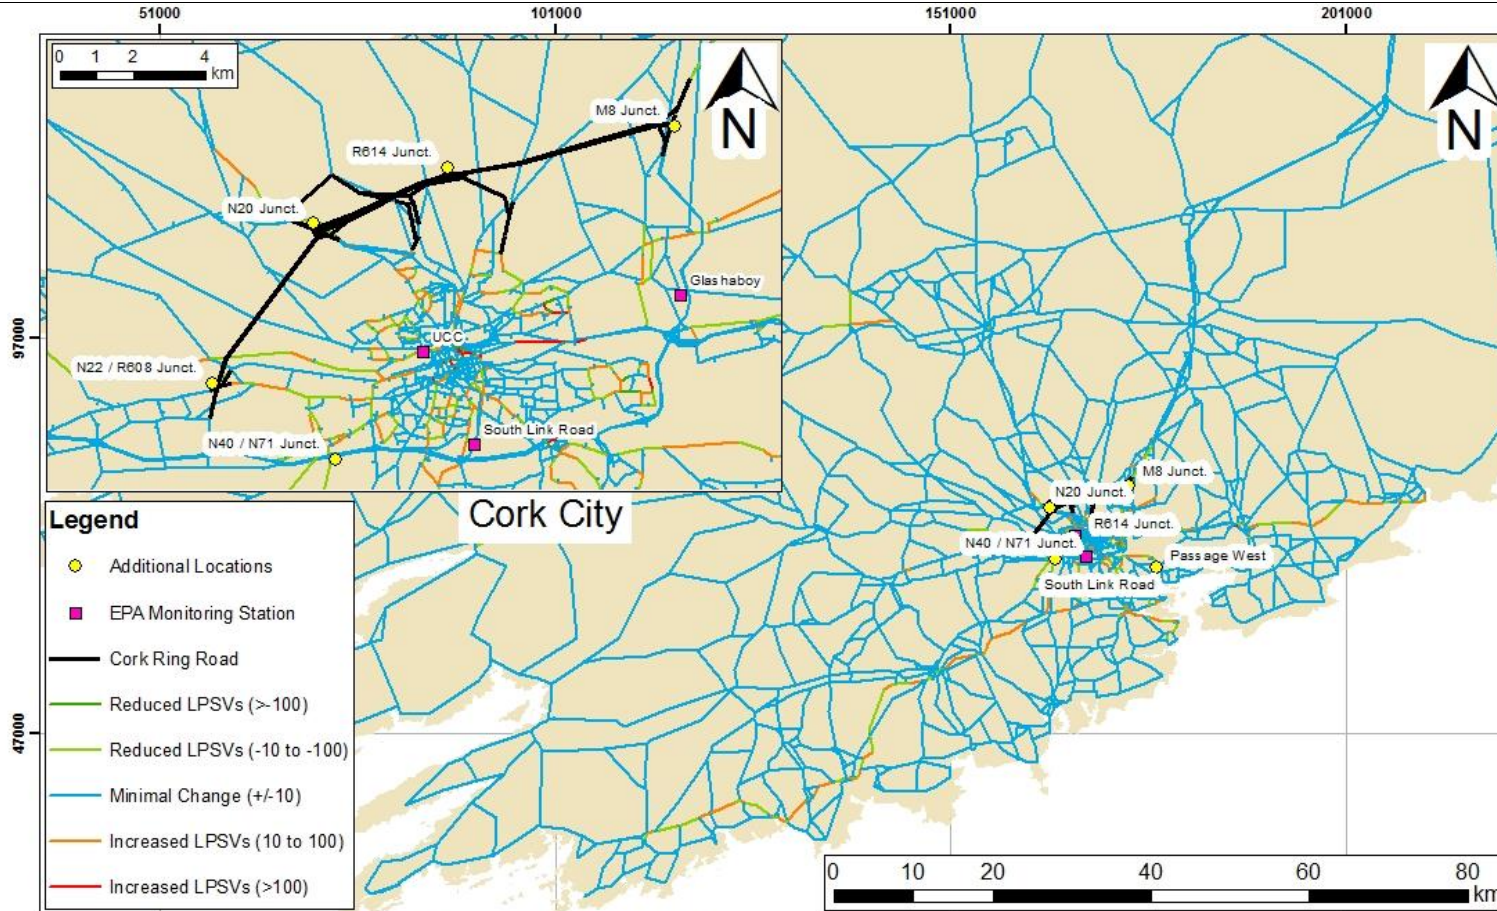 51000 101000 151000 201000
0 1 2 4
km
N
N
M8 Junct.
R614 Junct.
N20 Junct.
Glashaboy
97000
UCC
N22 / R608 Junct.
South Link Road
N40 / N71 Junct.
Cork City
M8 Junct.
N20 Junct.
R614 Junct.
N40 / N71 Junct.
Passage West
South Link Road
47000
Legend
Additional Locations
EPA Monitoring Station
Cork Ring Road
Reduced LPSVs (>-100)
Reduced LPSVs (-10 to -100)
Minimal Change (+/-10)
Increased LPSVs (10 to 100)
Increased LPSVs (>100)
0 10 20 40 60 80
km